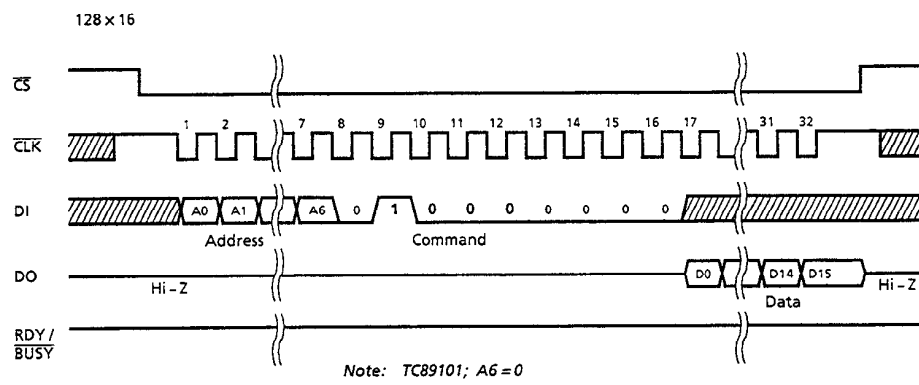 128 × 16
CS
CLK 1 2 7 8 9 10 11 12 13 14 15 16 17 31 32
DI A0 A1 A6 0 1 0 0 0 0 0 0 0
Address Command
DO D0 D14 D15
Hi – Z Data Hi – Z
RDY /
BUSY
Note: TC89101; A6 = 0